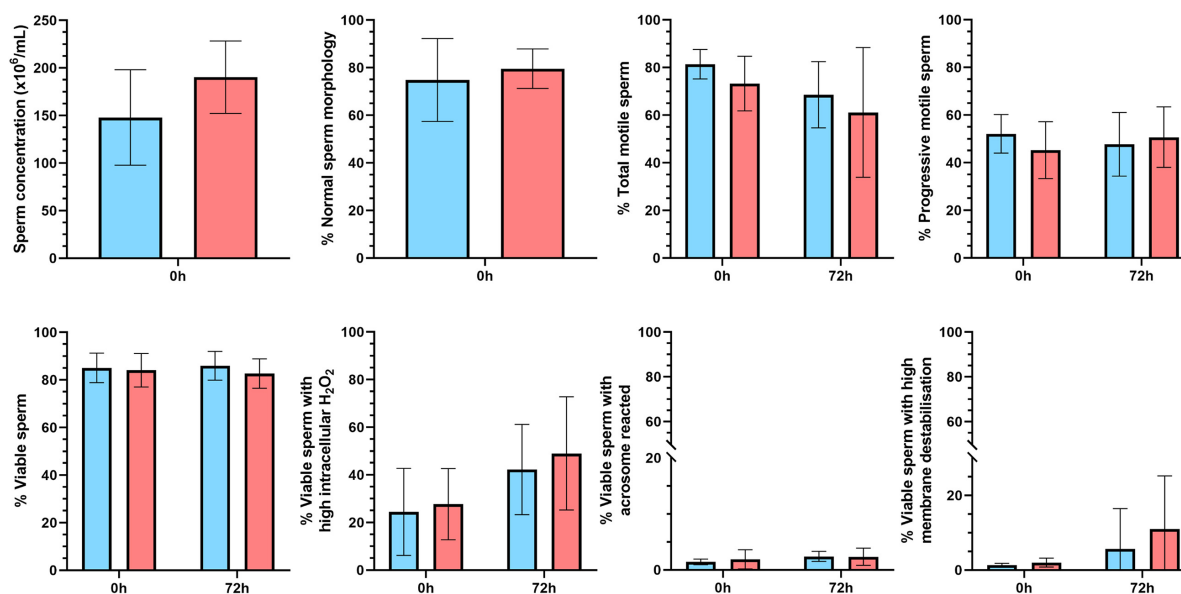 Sperm concentration (x10⁶/mL)
250
200
150
100
50
0
0h
% Normal sperm morphology
100
80
60
40
20
0
0h
% Total motile sperm
100
80
60
40
20
0
0h 72h
% Progressive motile sperm
100
80
60
40
20
0
0h 72h
% Viable sperm
100
80
60
40
20
0
0h 72h
% Viable sperm with
high intracellular H₂O₂
100
80
60
40
20
0
0h 72h
% Viable sperm with
acrosome reacted
100
80
60
20
0
0h 72h
% Viable sperm with high
membrane destabilisation
100
80
60
20
0
0h 72h